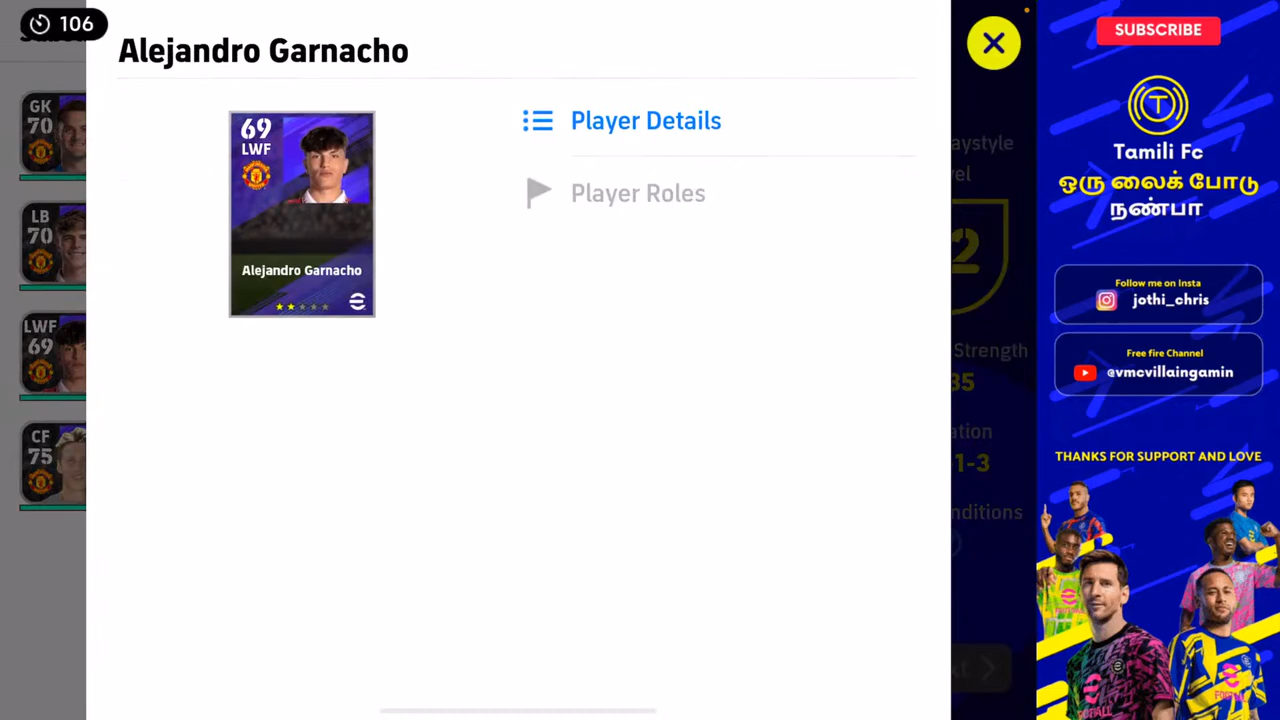 106
Alejandro Garnacho
69
LWF
Alejandro Garnacho
Player Details
Player Roles
GK
70
LB
70
LWF
69
CF
75
Strength
SUBSCRIBE
Tamili Fc
ஒரு லைக் போடு
நண்பா
Follow me on Insta
jothi_chris
Free fire Channel
@vmcvillaingamin
THANKS FOR SUPPORT AND LOVE